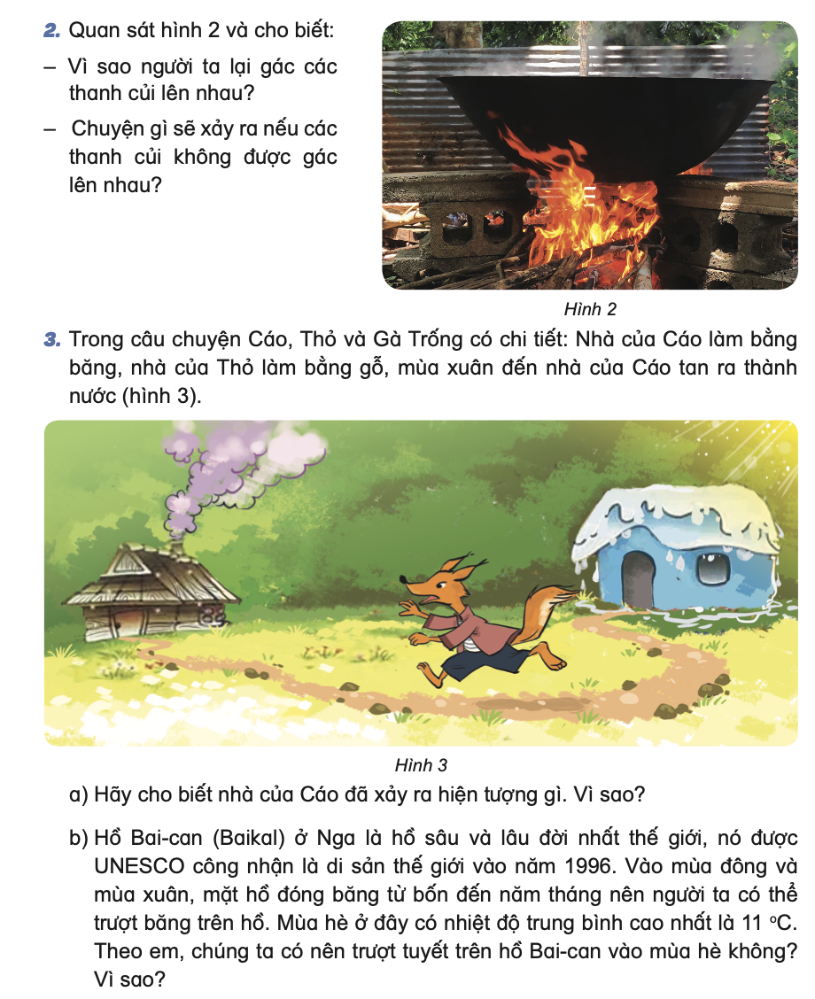 2. Quan sát hình 2 và cho biết:
– Vì sao người ta lại gác các
thanh củi lên nhau?
– Chuyện gì sẽ xảy ra nếu các
thanh củi không được gác
lên nhau?
Hình 2
3. Trong câu chuyện Cáo, Thỏ và Gà Trống có chi tiết: Nhà của Cáo làm bằng
băng, nhà của Thỏ làm bằng gỗ, mùa xuân đến nhà của Cáo tan ra thành
nước (hình 3).
Hình 3
a) Hãy cho biết nhà của Cáo đã xảy ra hiện tượng gì. Vì sao?
b) Hồ Bai-can (Baikal) ở Nga là hồ sâu và lâu đời nhất thế giới, nó được
UNESCO công nhận là di sản thế giới vào năm 1996. Vào mùa đông và
mùa xuân, mặt hồ đóng băng từ bốn đến năm tháng nên người ta có thể
trượt băng trên hồ. Mùa hè ở đây có nhiệt độ trung bình cao nhất là 11 °C.
Theo em, chúng ta có nên trượt tuyết trên hồ Bai-can vào mùa hè không?
Vì sao?